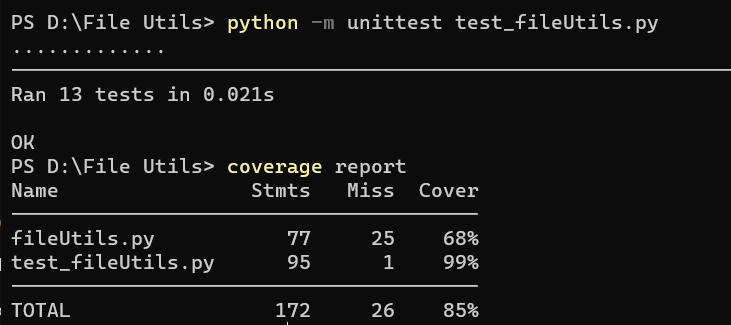 PS D:\File Utils> python -m unittest test_fileUtils.py
.............
Ran 13 tests in 0.021s
OK
PS D:\File Utils> coverage report
Name Stmts Miss Cover
fileUtils.py 77 25 68%
test_fileUtils.py 95 1 99%
TOTAL 172 26 85%